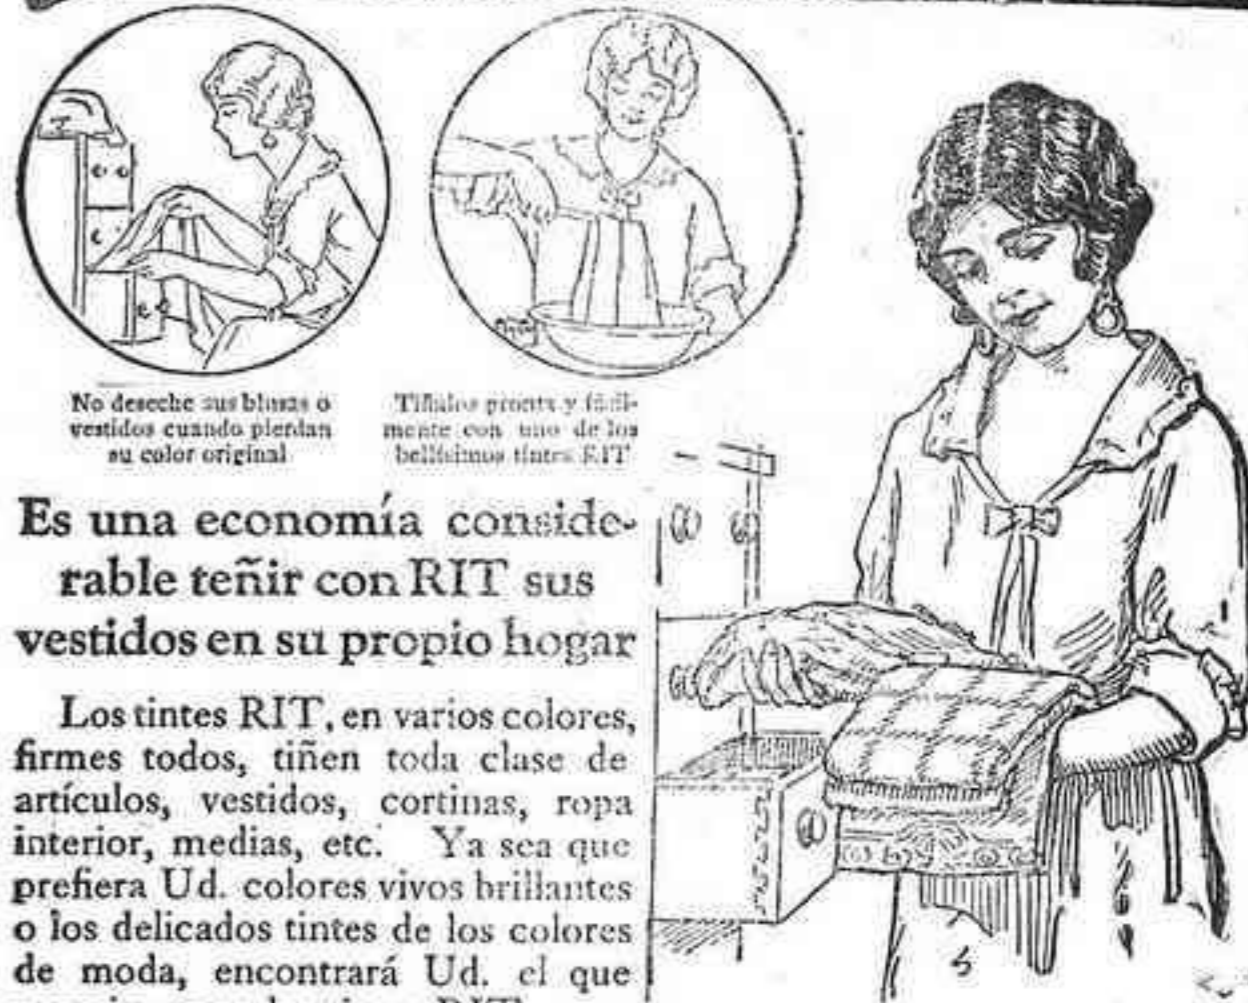 No deseche sus blusas o
vestidos cuando pierdan
su color original
Tíñalos pronta y fácil-
mente con uno de los
bellísimos tintes RIT
Es una economía conside-
rable teñir con RIT sus
vestidos en su propio hogar
Los tintes RIT, en varios colores,
firmes todos, tiñen toda clase de
artículos, vestidos, cortinas, ropa
interior, medias, etc. Ya sea que
prefiera Ud. colores vivos brillantes
o los delicados tintes de los colores
de moda, encontrará Ud. el que